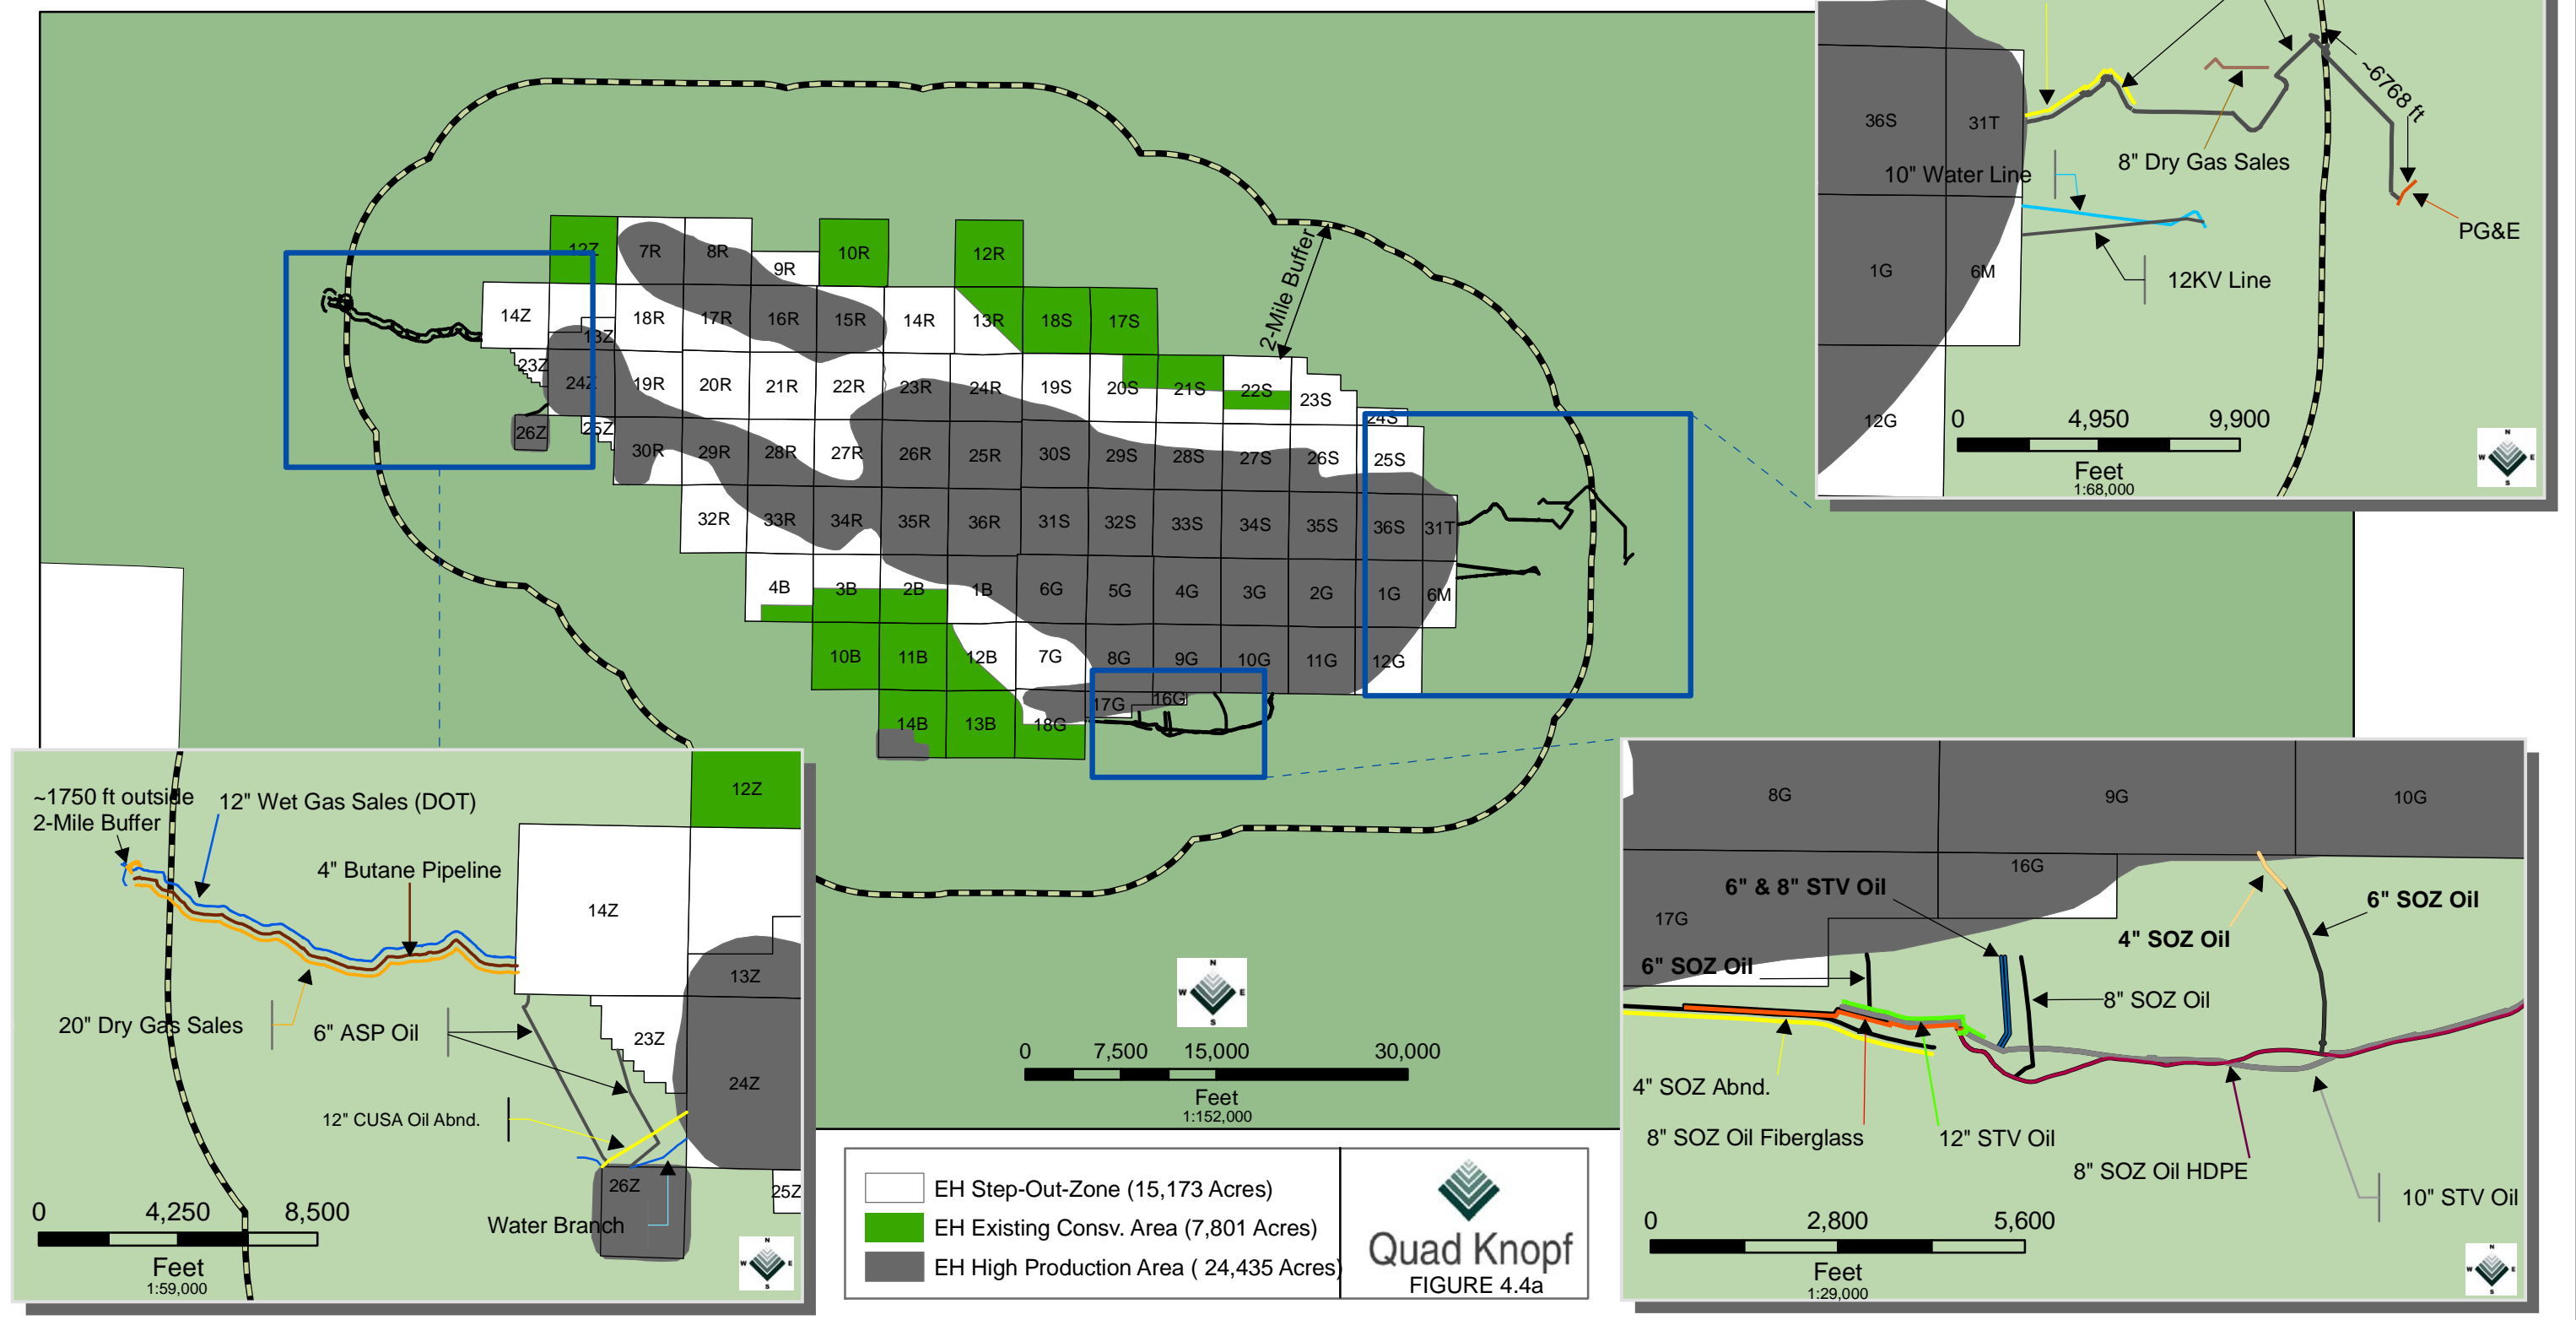 12Z
7R
8R
9R
10R
12R
14Z
13Z
18R
17R
16R
15R
14R
13R
18S
17S
2-Mile Buffer
23Z
24Z
19R
20R
21R
22R
23R
24R
19S
20S
21S
22S
23S
24S
26Z
25Z
30R
29R
28R
27R
26R
25R
30S
29S
28S
27S
26S
25S
32R
33R
34R
35R
36R
31S
32S
33S
34S
35S
36S
31T
4B
3B
2B
1B
6G
5G
4G
3G
2G
1G
6M
10B
11B
12B
7G
8G
9G
10G
11G
12G
14B
13B
18G
17G
16G
36S
31T
~6768 ft
8" Dry Gas Sales
10" Water Line
PG&E
1G
6M
12KV Line
12G
0 4,950 9,900
Feet
1:68,000
N
W E
S
~1750 ft outside
2-Mile Buffer
12" Wet Gas Sales (DOT)
12Z
4" Butane Pipeline
14Z
13Z
20" Dry Gas Sales
6" ASP Oil
23Z
24Z
12" CUSA Oil Abnd.
26Z
25Z
Water Branch
0 4,250 8,500
Feet
1:59,000
N
W E
S
N
W E
S
0 7,500 15,000 30,000
Feet
1:152,000
8G
9G
10G
16G
6" & 8" STV Oil
17G
6" SOZ Oil
4" SOZ Oil
6" SOZ Oil
8" SOZ Oil
4" SOZ Abnd.
8" SOZ Oil Fiberglass
12" STV Oil
8" SOZ Oil HDPE
10" STV Oil
0 2,800 5,600
Feet
1:29,000
N
W E
S
EH Step-Out-Zone (15,173 Acres)
EH Existing Consv. Area (7,801 Acres)
EH High Production Area ( 24,435 Acres)
Quad Knopf
FIGURE 4.4a